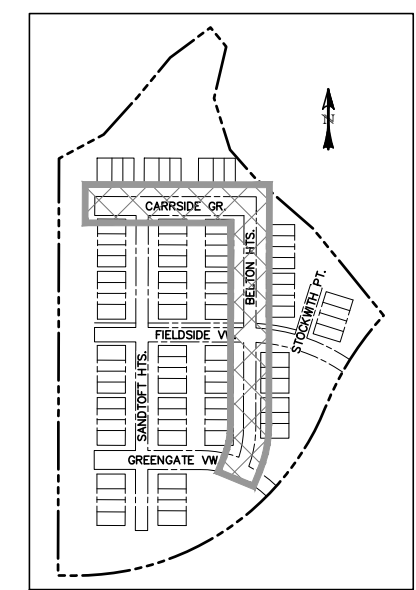 CARRSIDE GR.
BELTON HTS.
STOCKWITH PT.
FIELDSIDE VW.
SANDTOFT HTS.
GREENGATE VW.